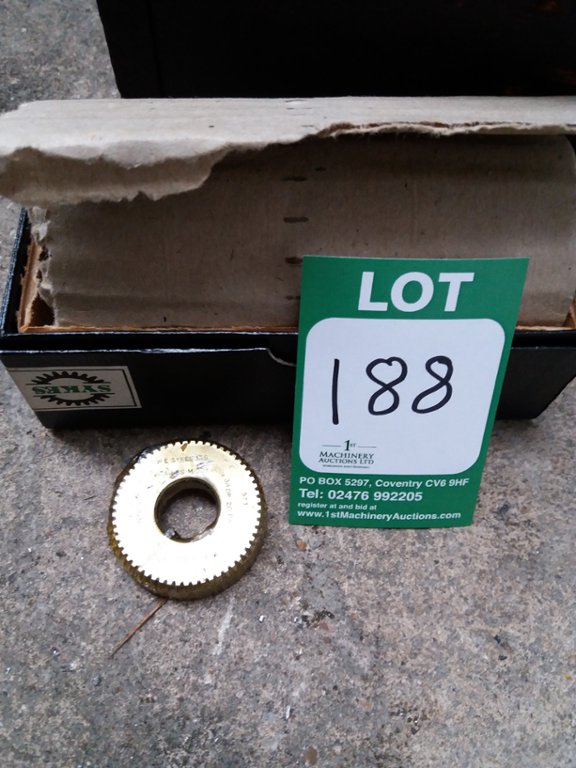 LOT
188
1st
MACHINERY
AUCTIONS LTD
PO BOX 5297, Coventry CV6 9HF
Tel: 02476 992205
register at and bid at
www.1stMachineryAuctions.com
SYKES